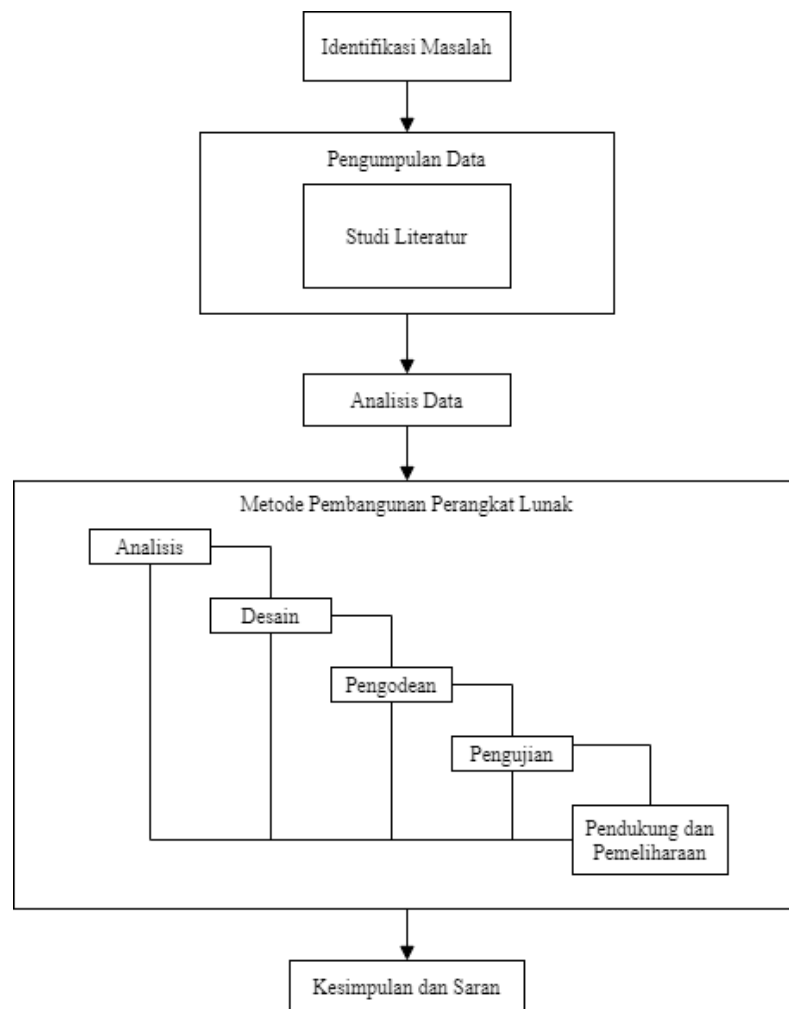 Identifikasi Masalah
Pengumpulan Data
Studi Literatur
Analisis Data
Metode Pembangunan Perangkat Lunak
Analisis
Desain
Pengodean
Pengujian
Pendukung dan
Pemeliharaan
Kesimpulan dan Saran